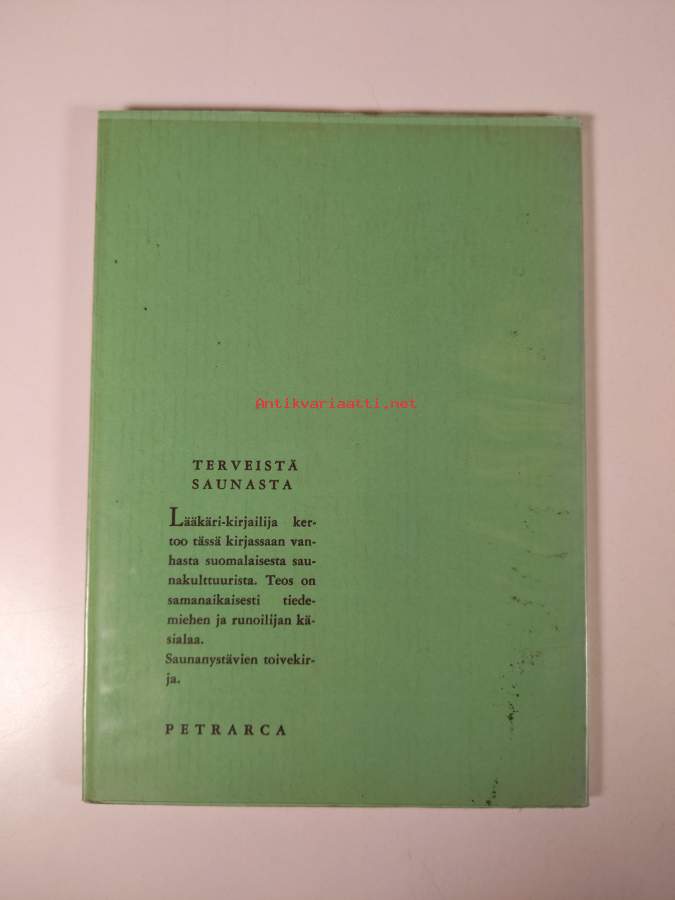 Antikvariaatti.net
TERVEISTÄ
SAUNASTA
Lääkäri-kirjailija ker-
too tässä kirjassaan van-
hasta suomalaisesta sau-
nakulttuurista. Teos on
samanaikaisesti tiede-
miehen ja runoilijan kä-
sialaa.
Saunanystävien toivekir-
ja.
PETRARCA